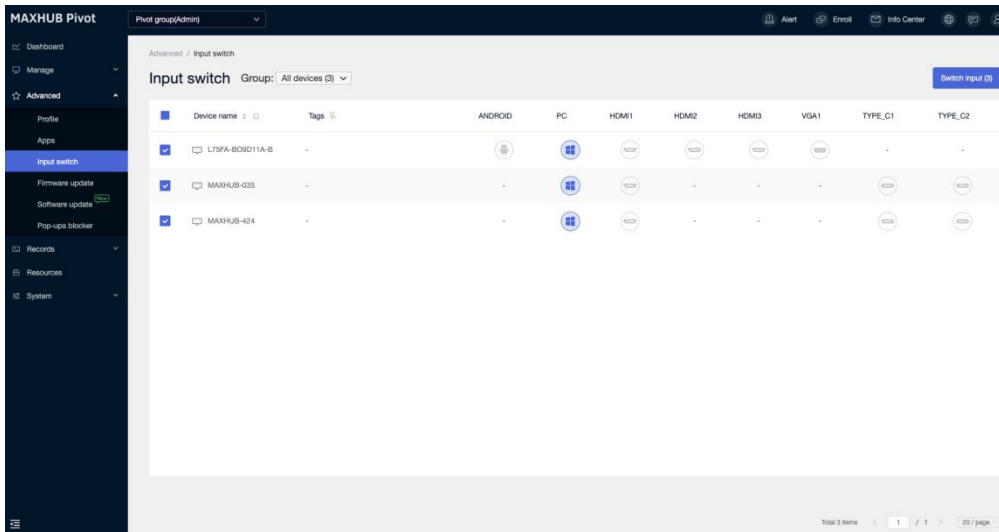 MAXHUB Pivot
Pivot group(Admin)
Alert
Enroll
Info Center
Dashboard
Manage
Advanced
Profile
Apps
Input switch
Firmware update
Software update New
Pop-ups blocker
Records
Resources
System
Advanced / Input switch
Input switch Group: All devices (3)
Switch input (3)
Device name Tags ANDROID PC HDMI1 HDMI2 HDMI3 VGA1 TYPE_C1 TYPE_C2
L75FA-BO9D11A-B - - -
MAXHUB-035 - - - - -
MAXHUB-424 - - - - -
Total 3 items < 1 / 1 > 20 / page